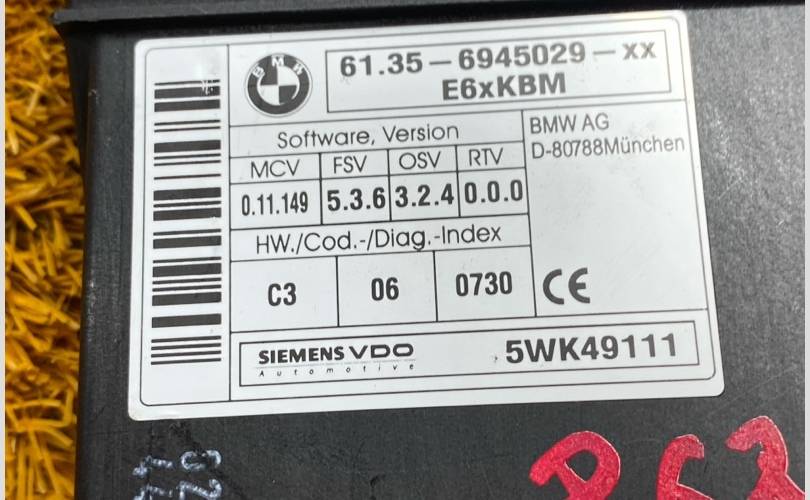 BMW
61.35-6945029-xx
E6xKBM
Software, Version
BMW AG
D-80788München
MCV FSV OSV RTV
0.11.149 5.3.6 3.2.4 0.0.0
HW./Cod.-/Diag.-Index
C3 06 0730
CE
SIEMENS VDO
Automotive
5WK49111